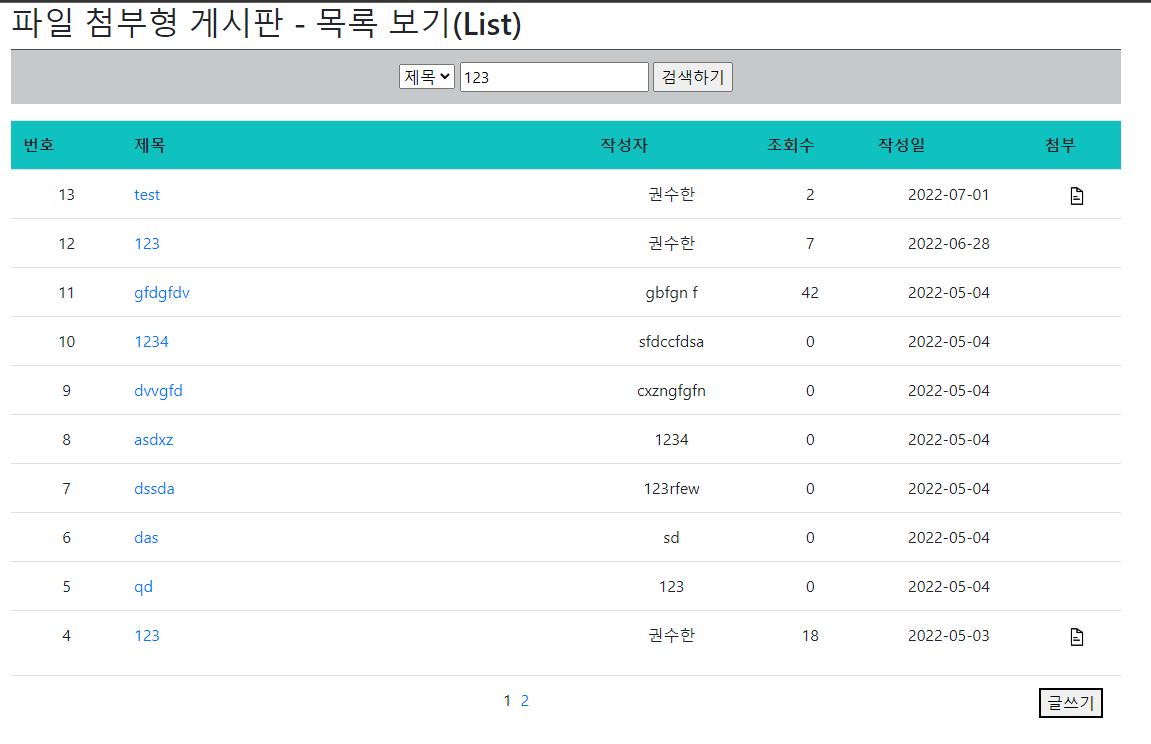 파일 첨부형 게시판 - 목록 보기(List)
제목 123 검색하기
번호 제목 작성자 조회수 작성일 첨부
13 test 권수한 2 2022-07-01
12 123 권수한 7 2022-06-28
11 gfdgfdv gbfgn f 42 2022-05-04
10 1234 sfdccfdsa 0 2022-05-04
9 dvvgfd cxzngfgfn 0 2022-05-04
8 asdxz 1234 0 2022-05-04
7 dssda 123rfew 0 2022-05-04
6 das sd 0 2022-05-04
5 qd 123 0 2022-05-04
4 123 권수한 18 2022-05-03
1 2 글쓰기